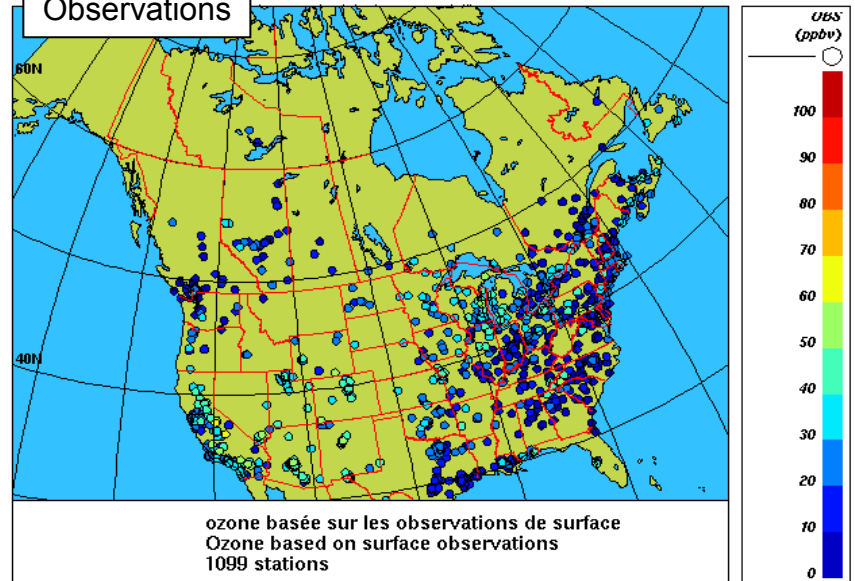 Observations
OBS
(ppbv)
60N
40N
100
90
80
70
60
50
40
30
20
10
0
ozone basée sur les observations de surface
Ozone based on surface observations
1099 stations